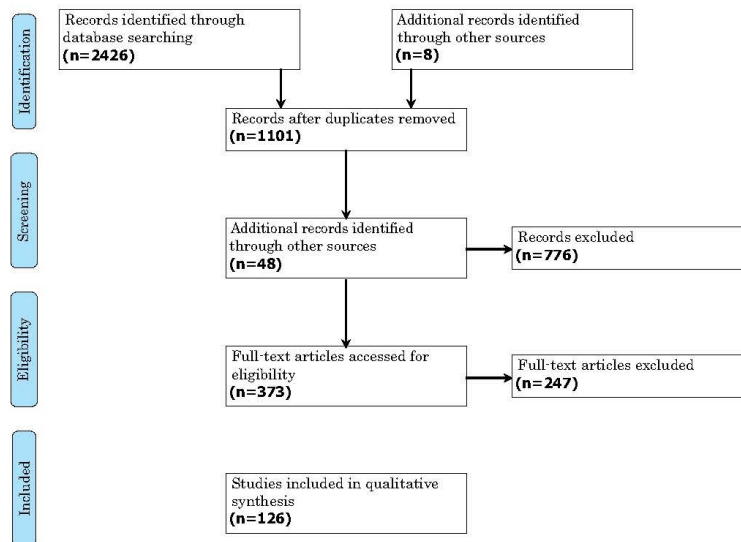 Identification
Records identified through
database searching
(n=2426)
Additional records identified
through other sources
(n=8)
Records after duplicates removed
(n=1101)
Screening
Additional records identified
through other sources
(n=48)
Records excluded
(n=776)
Eligibility
Full-text articles accessed for
eligibility
(n=373)
Full-text articles excluded
(n=247)
Included
Studies included in qualitative
synthesis
(n=126)